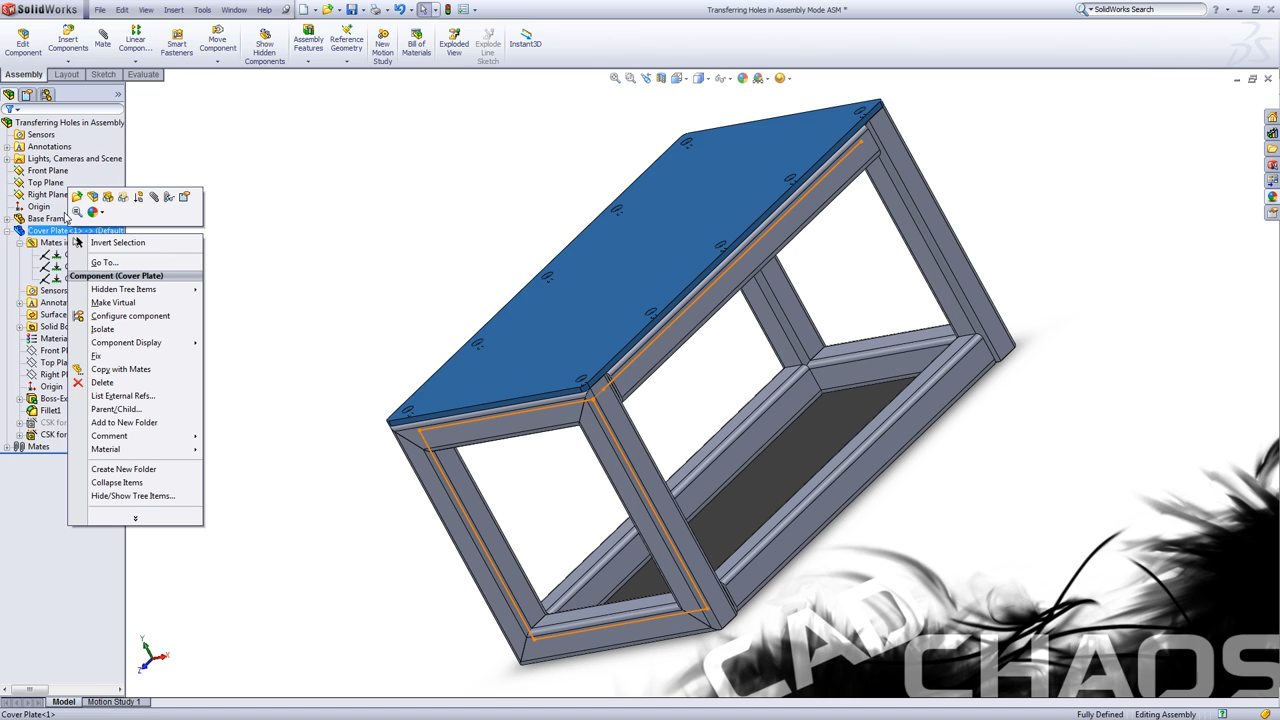 SolidWorks File Edit View Insert Tools Window Help Transferring Holes in Assembly Mode ASM * SolidWorks Search
Edit Component Insert Components Mate Linear Compon... Smart Fasteners Move Component Show Hidden Components Assembly Features Reference Geometry New Motion Study Bill of Materials Exploded View Explode Line Sketch Instant3D
Assembly Layout Sketch Evaluate
Transferring Holes in Assembly
Sensors
Annotations
Lights, Cameras and Scene
Front Plane
Top Plane
Right Plane
Origin
Base Fram
Cover Plate<1> -> (Default
Mates in
Invert Selection
Go To...
Component (Cover Plate)
Hidden Tree Items
Sensors
Make Virtual
Annota
Surface
Configure component
Solid Bo
Isolate
Materia
Component Display
Front Pl
Fix
Top Pla
Copy with Mates
Right Pl
Delete
Origin
List External Refs...
Boss-Ex
Parent/Child...
Fillet1
Add to New Folder
CSK for
Comment
CSK for
Mates
Material
Create New Folder
Collapse Items
Hide/Show Tree Items...
Y
X
Z
CAD
CHAOS
Model Motion Study 1
Cover Plate<1> Fully Defined Editing Assembly